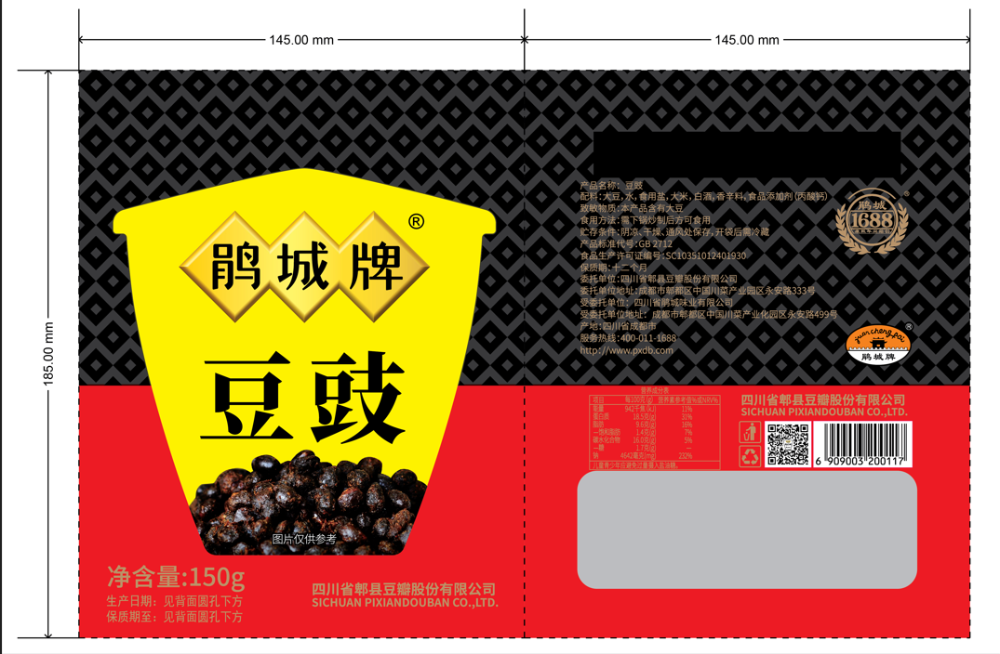 145.00 mm
145.00 mm
185.00 mm
鹃城牌
®
豆豉
图片仅供参考
净含量:150g
生产日期：见背面圆孔下方
保质期至：见背面圆孔下方
四川省郫县豆瓣股份有限公司
SICHUAN PIXIANDOUBAN CO.,LTD.
产品名称：豆豉
配料:大豆,水,食用盐,大米,白酒,香辛料,食品添加剂(丙酸钙)
致敏物质:本产品含有大豆
食用方法:需下锅炒制后方可食用
贮存条件:阴凉、干燥、通风处保存,开袋后需冷藏
产品标准代号:GB 2712
食品生产许可证编号:SC10351012401930
保质期:十二个月
委托单位:四川省郫县豆瓣股份有限公司
委托单位地址:成都市郫都区中国川菜产业园区永安路333号
受委托单位：四川省鹃城味业有限公司
受委托单位地址：成都市郫都区中国川菜产业化园区永安路499号
产地:四川省成都市
服务热线:400-011-1688
http://www.pxdb.com
鹃城
1688
®
juan cheng pai
鹃城牌
®
营养成分表
项目 每100克(g) 营养素参考值%或NRV%
能量 942千焦(kJ) 11%
蛋白质 18.5克(g) 31%
脂肪 9.6克(g) 16%
—饱和脂肪 1.4克(g) 7%
碳水化合物 16.0克(g) 5%
—糖 1.7克(g) —
钠 4642毫克(mg) 232%
儿童青少年应避免过量摄入盐油糖。
四川省郫县豆瓣股份有限公司
SICHUAN PIXIANDOUBAN CO.,LTD.
6 909003 200117